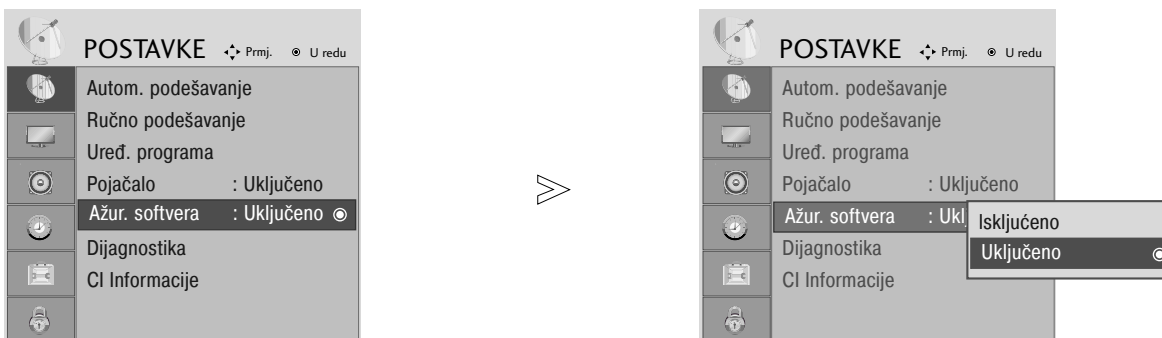 POSTAVKE Prmj. U redu
Autom. podešavanje
Ručno podešavanje
Uređ. programa
Pojačalo : Uključeno
Ažur. softvera : Uključeno
Dijagnostika
CI Informacije
POSTAVKE Prmj. U redu
Autom. podešavanje
Ručno podešavanje
Uređ. programa
Pojačalo : Uključeno
Ažur. softvera : Ukl
Isključéno
Uključeno
Dijagnostika
CI Informacije